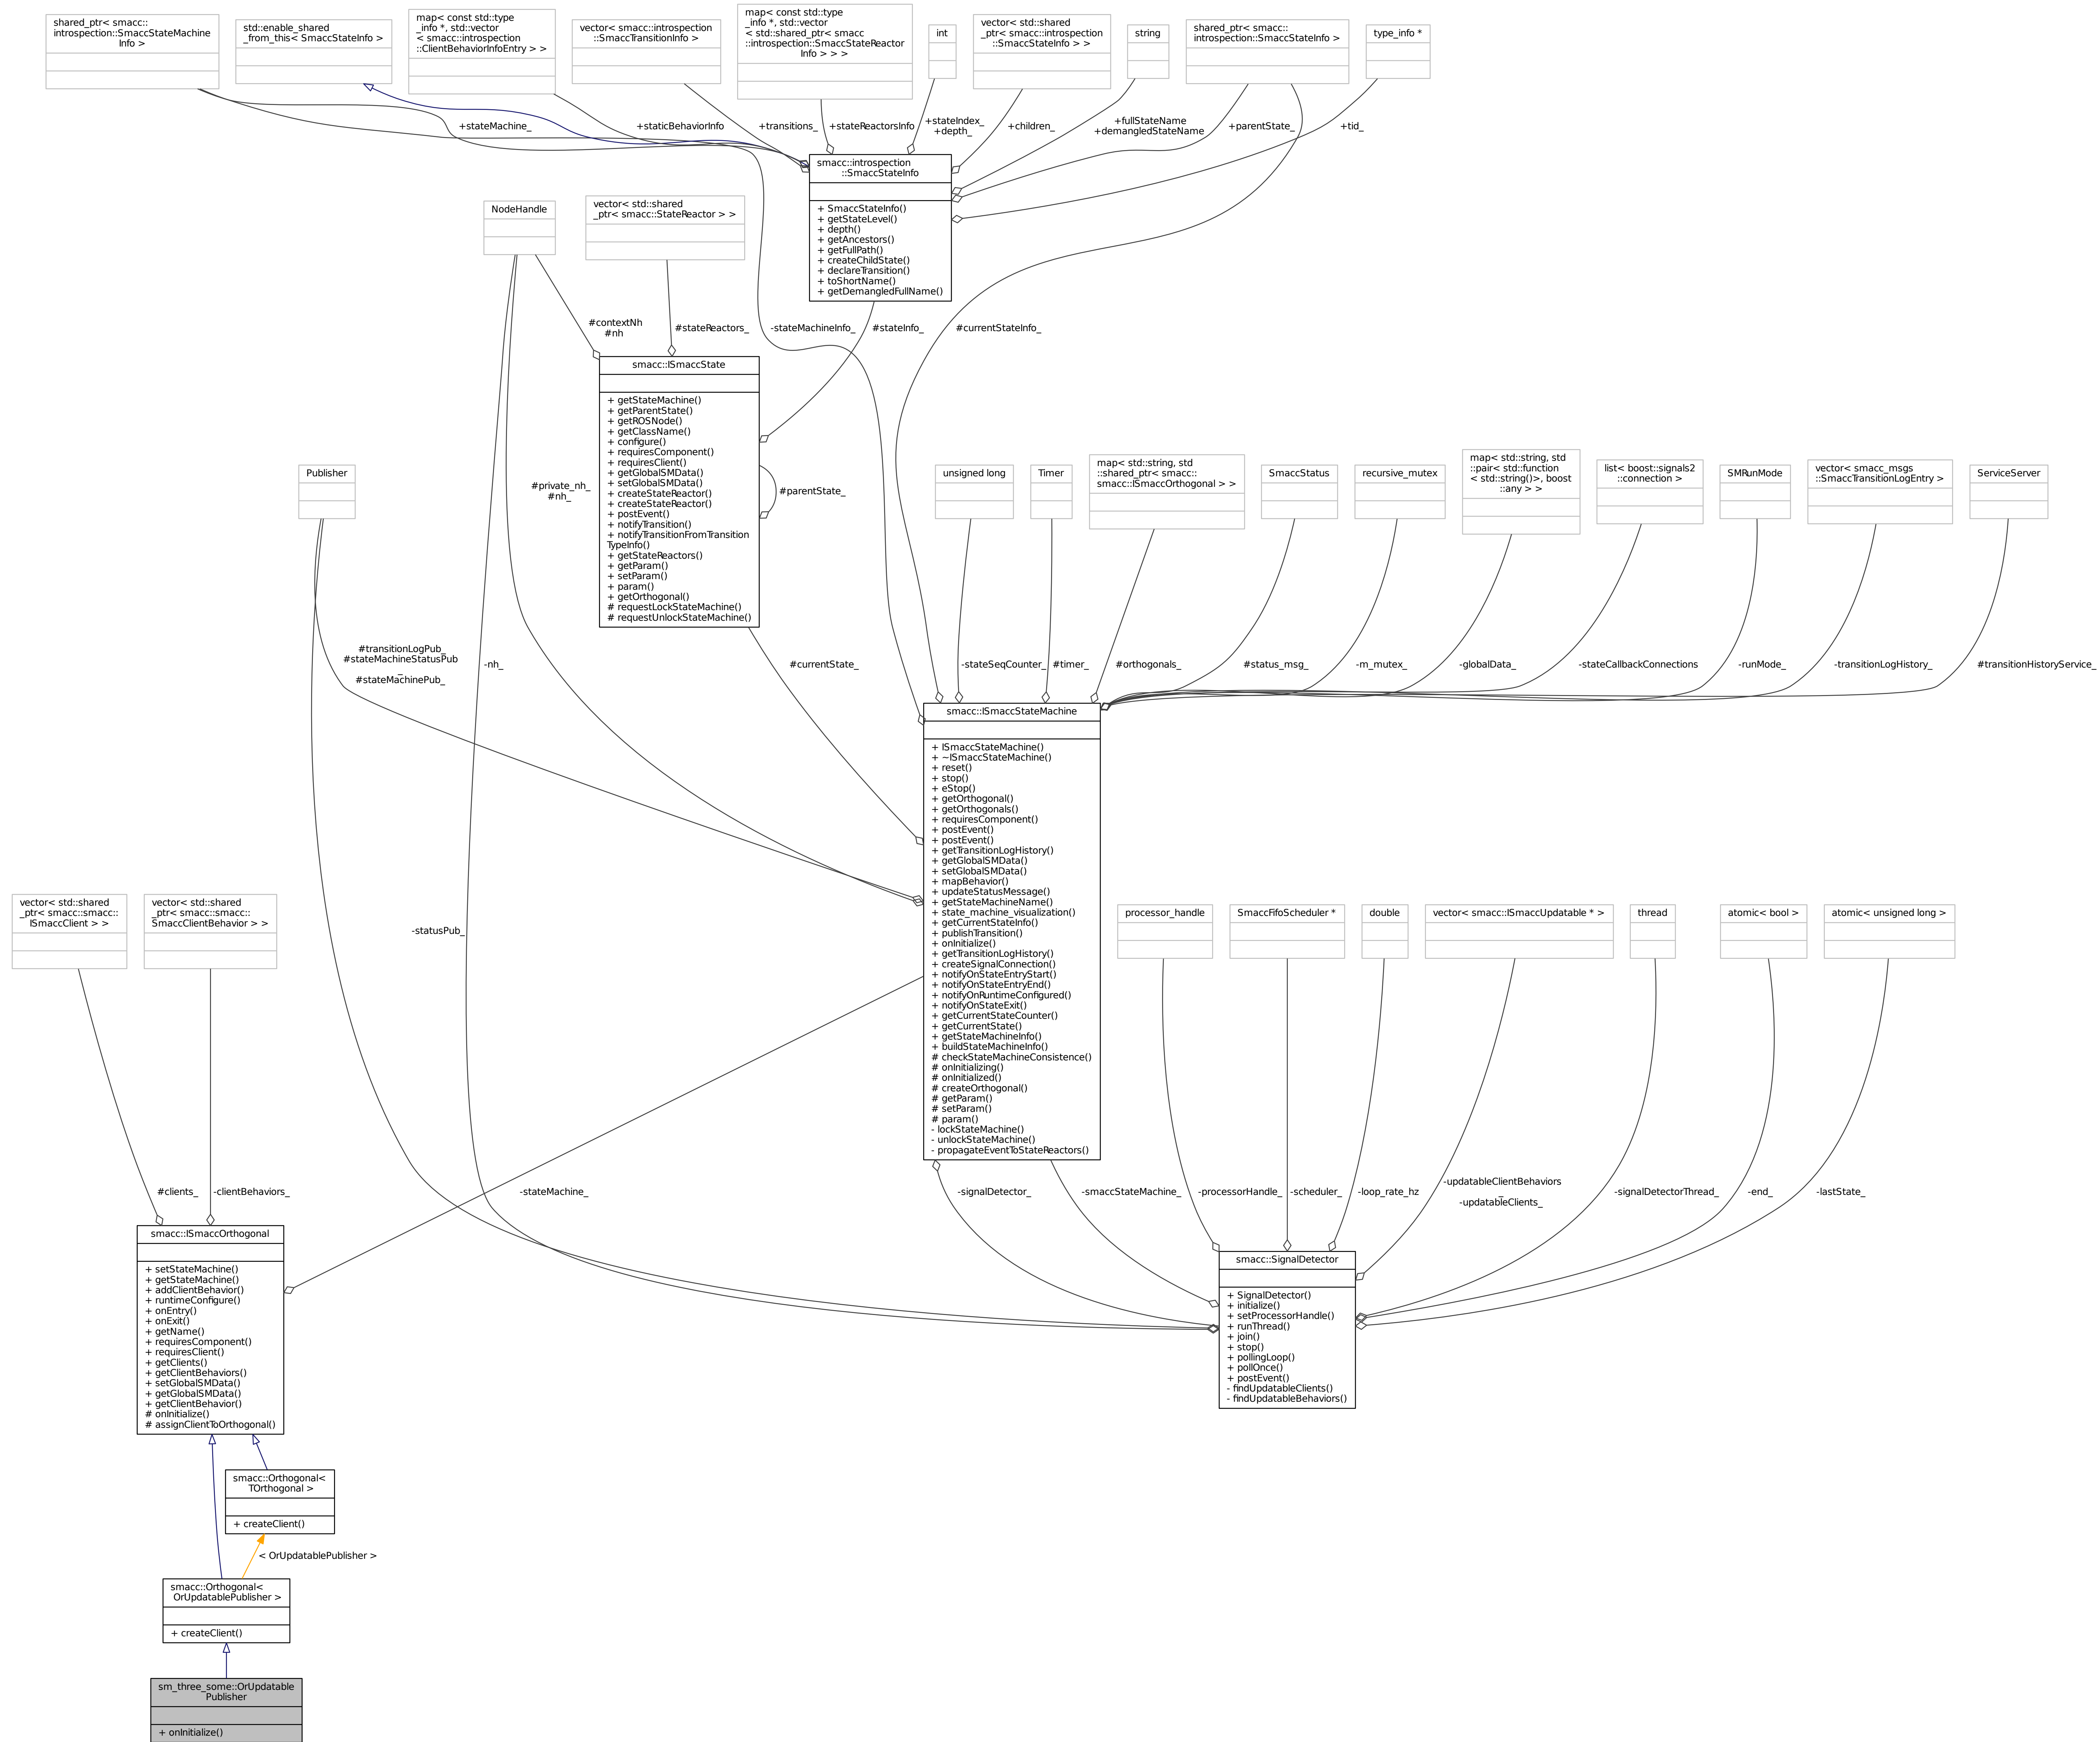 shared_ptr< smacc::
introspection::SmaccStateMachine
Info >
std::enable_shared
_from_this< SmaccStateInfo >
map< const std::type
_info *, std::vector
< smacc::introspection
::ClientBehaviorInfoEntry > >
vector< smacc::introspection
::SmaccTransitionInfo >
map< const std::type
_info *, std::vector
< std::shared_ptr< smacc
::introspection::SmaccStateReactor
Info > > >
int
vector< std::shared
_ptr< smacc::introspection
::SmaccStateInfo > >
string
shared_ptr< smacc::
introspection::SmaccStateInfo >
type_info *
+stateMachine_
+staticBehaviorInfo
+transitions_
+stateReactorsInfo
+stateIndex_
+depth_
+children_
+fullStateName
+demangledStateName
+parentState_
+tid_
smacc::introspection
::SmaccStateInfo
+ SmaccStateInfo()
+ getStateLevel()
+ depth()
+ getAncestors()
+ getFullPath()
+ createChildState()
+ declareTransition()
+ toShortName()
+ getDemangledFullName()
NodeHandle
vector< std::shared
_ptr< smacc::StateReactor > >
#contextNh
#nh
#stateReactors_
-stateMachineInfo_
#stateInfo_
#currentStateInfo_
smacc::ISmaccState
+ getStateMachine()
+ getParentState()
+ getROSNode()
+ getClassName()
+ configure()
+ requiresComponent()
+ requiresClient()
+ getGlobalSMData()
+ setGlobalSMData()
+ createStateReactor()
+ createStateReactor()
+ postEvent()
+ notifyTransition()
+ notifyTransitionFromTransition
TypeInfo()
+ getStateReactors()
+ getParam()
+ setParam()
+ param()
+ getOrthogonal()
# requestLockStateMachine()
# requestUnlockStateMachine()
#parentState_
Publisher
#private_nh_
#nh_
unsigned long
Timer
map< std::string, std
::shared_ptr< smacc::
smacc::ISmaccOrthogonal > >
SmaccStatus
recursive_mutex
map< std::string, std
::pair< std::function
< std::string()>, boost
::any > >
list< boost::signals2
::connection >
SMRunMode
vector< smacc_msgs
::SmaccTransitionLogEntry >
ServiceServer
#transitionLogPub_
#stateMachineStatusPub
_
#stateMachinePub_
-nh_
#currentState_
-stateSeqCounter_
#timer_
#orthogonals_
#status_msg_
-m_mutex_
-globalData_
-stateCallbackConnections
-runMode_
-transitionLogHistory_
#transitionHistoryService_
smacc::ISmaccStateMachine
+ ISmaccStateMachine()
+ ~ISmaccStateMachine()
+ reset()
+ stop()
+ eStop()
+ getOrthogonal()
+ getOrthogonals()
+ requiresComponent()
+ postEvent()
+ postEvent()
+ getTransitionLogHistory()
+ getGlobalSMData()
+ setGlobalSMData()
+ mapBehavior()
+ updateStatusMessage()
+ getStateMachineName()
+ state_machine_visualization()
+ getCurrentStateInfo()
+ publishTransition()
+ onInitialize()
+ getTransitionLogHistory()
+ createSignalConnection()
+ notifyOnStateEntryStart()
+ notifyOnStateEntryEnd()
+ notifyOnRuntimeConfigured()
+ notifyOnStateExit()
+ getCurrentStateCounter()
+ getCurrentState()
+ getStateMachineInfo()
+ buildStateMachineInfo()
# checkStateMachineConsistence()
# onInitializing()
# onInitialized()
# createOrthogonal()
# getParam()
# setParam()
# param()
- lockStateMachine()
- unlockStateMachine()
- propagateEventToStateReactors()
vector< std::shared
_ptr< smacc::smacc::
ISmaccClient > >
vector< std::shared
_ptr< smacc::smacc::
SmaccClientBehavior > >
-statusPub_
processor_handle
SmaccFifoScheduler *
double
vector< smacc::ISmaccUpdatable * >
thread
atomic< bool >
atomic< unsigned long >
#clients_
-clientBehaviors_
-stateMachine_
-signalDetector_
-smaccStateMachine_
-processorHandle_
-scheduler_
-loop_rate_hz
-updatableClientBehaviors
_
-updatableClients_
-signalDetectorThread_
-end_
-lastState_
smacc::ISmaccOrthogonal
+ setStateMachine()
+ getStateMachine()
+ addClientBehavior()
+ runtimeConfigure()
+ onEntry()
+ onExit()
+ getName()
+ requiresComponent()
+ requiresClient()
+ getClients()
+ getClientBehaviors()
+ setGlobalSMData()
+ getGlobalSMData()
+ getClientBehavior()
# onInitialize()
# assignClientToOrthogonal()
smacc::SignalDetector
+ SignalDetector()
+ initialize()
+ setProcessorHandle()
+ runThread()
+ join()
+ stop()
+ pollingLoop()
+ pollOnce()
+ postEvent()
- findUpdatableClients()
- findUpdatableBehaviors()
smacc::Orthogonal<
TOrthogonal >
+ createClient()
< OrUpdatablePublisher >
smacc::Orthogonal<
OrUpdatablePublisher >
+ createClient()
sm_three_some::OrUpdatable
Publisher
+ onInitialize()